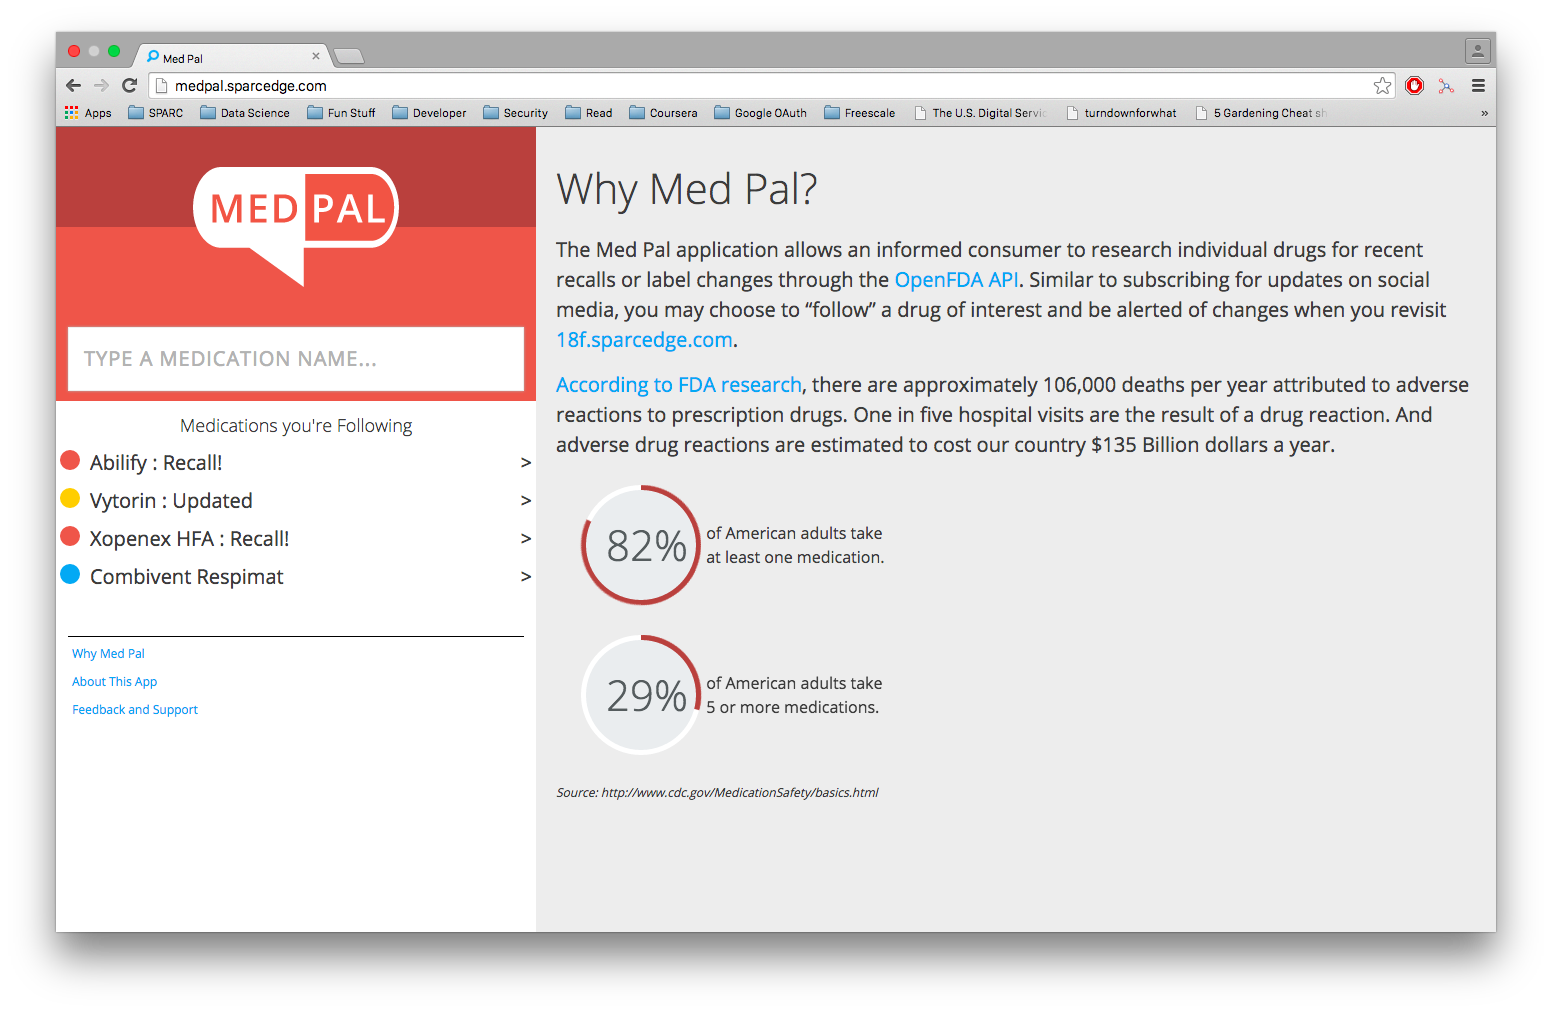 Med Pal
medpal.sparcedge.com
Apps SPARC Data Science Fun Stuff Developer Security Read Coursera Google OAuth Freescale The U.S. Digital Servic turndownforwhat 5 Gardening Cheat sh »
MED PAL
TYPE A MEDICATION NAME...
Medications you're Following
Abilify : Recall! >
Vytorin : Updated >
Xopenex HFA : Recall! >
Combivent Respimat >
Why Med Pal
About This App
Feedback and Support
Why Med Pal?
The Med Pal application allows an informed consumer to research individual drugs for recent
recalls or label changes through the OpenFDA API. Similar to subscribing for updates on social
media, you may choose to “follow” a drug of interest and be alerted of changes when you revisit
18f.sparcedge.com.
According to FDA research, there are approximately 106,000 deaths per year attributed to adverse
reactions to prescription drugs. One in five hospital visits are the result of a drug reaction. And
adverse drug reactions are estimated to cost our country $135 Billion dollars a year.
82%
of American adults take
at least one medication.
29%
of American adults take
5 or more medications.
Source: http://www.cdc.gov/MedicationSafety/basics.html